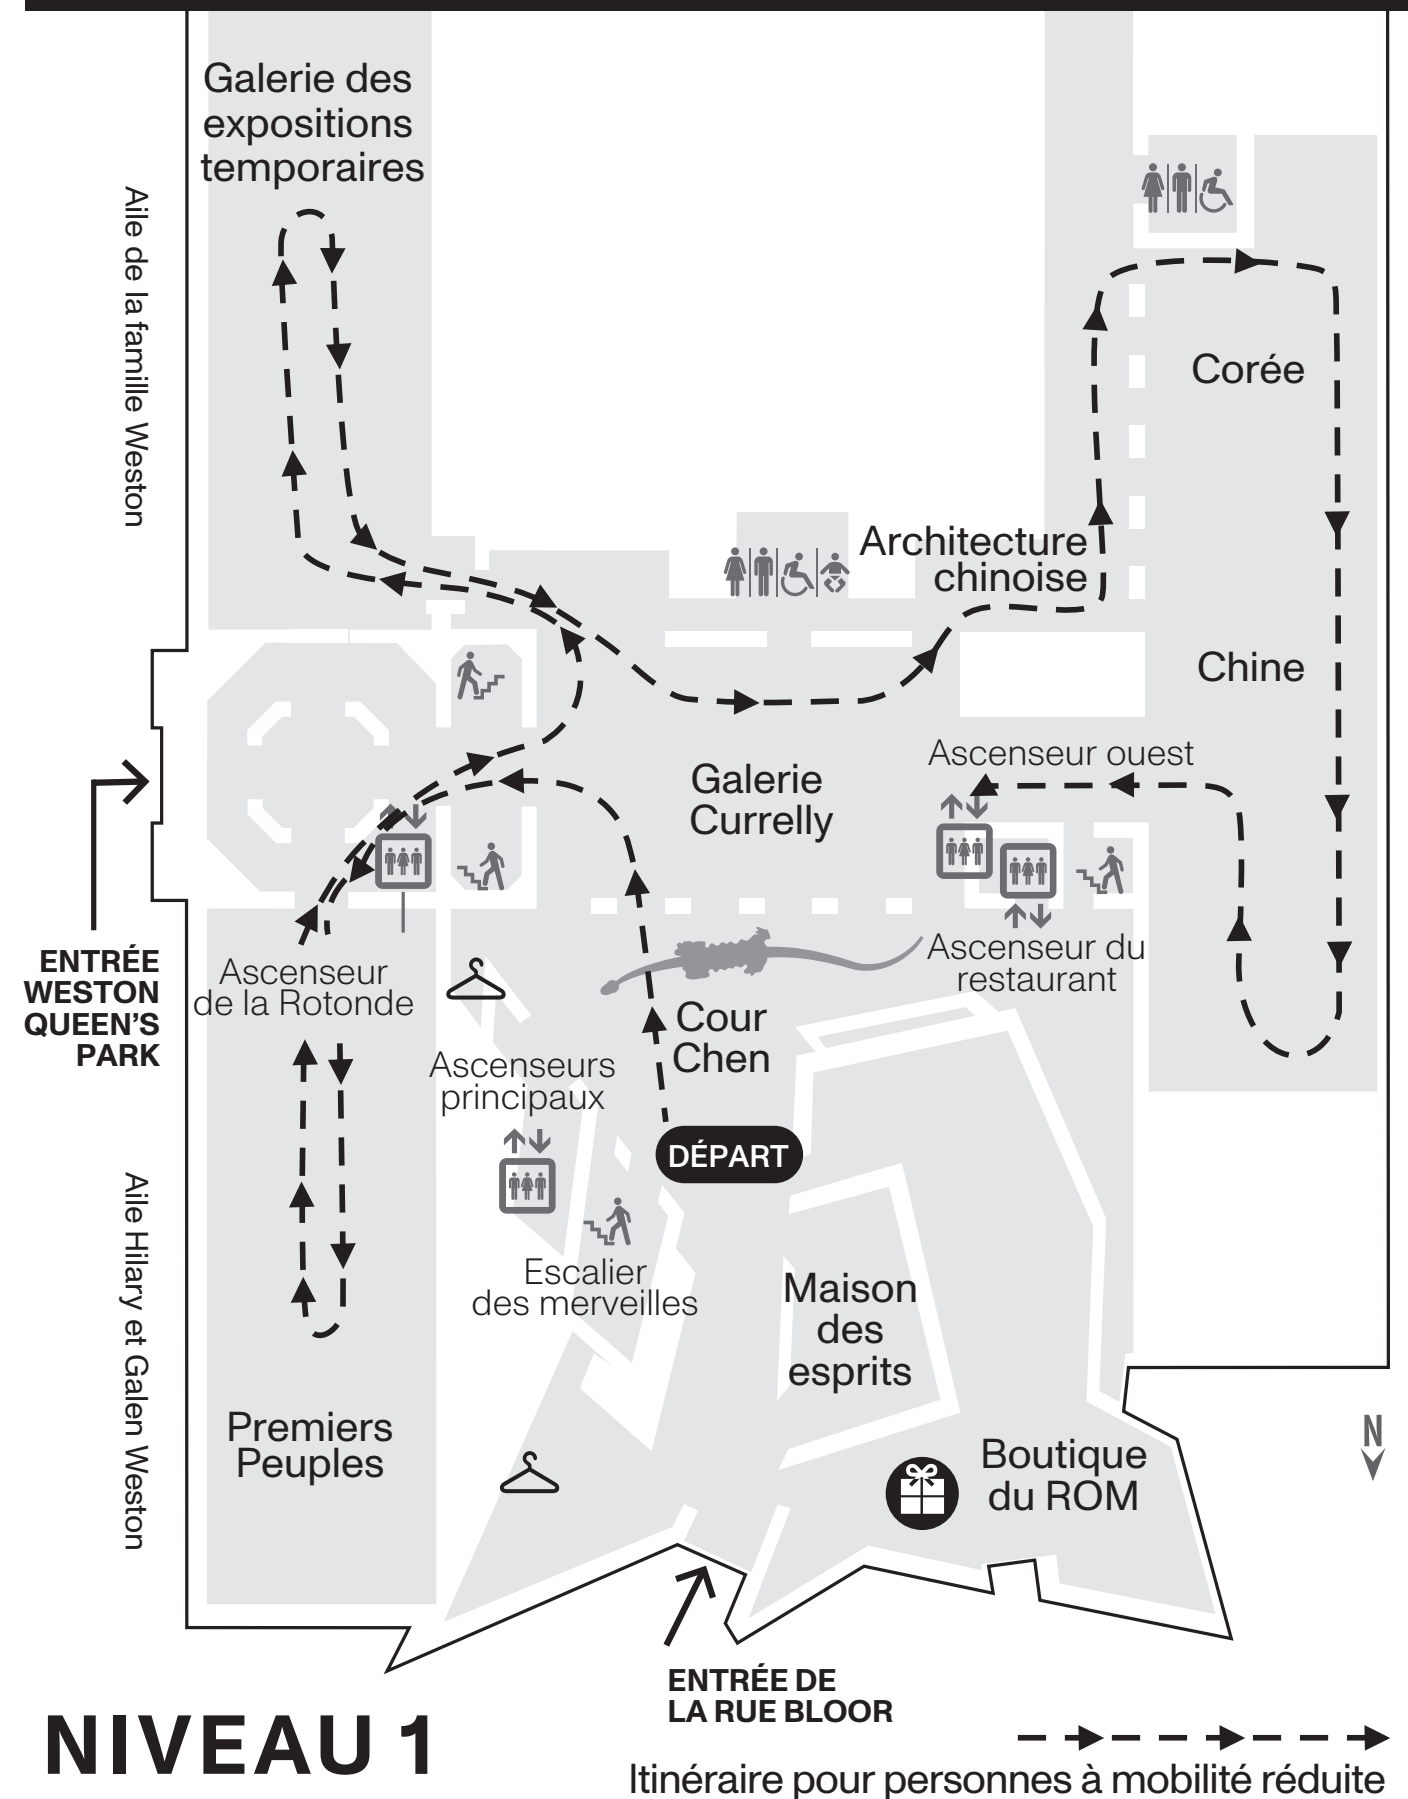 Galerie des
expositions
temporaires
Aile de la famille Weston
Corée
Architecture
chinoise
Chine
Ascenseur ouest
Galerie
Currelly
ENTRÉE
WESTON
QUEEN'S
PARK
Ascenseur
de la Rotonde
Ascenseur du
restaurant
Cour
Chen
Ascenseurs
principaux
DÉPART
Aile Hilary et Galen Weston
Escalier
des merveilles
Maison
des
esprits
Premiers
Peuples
Boutique
du ROM
N
ENTRÉE DE
LA RUE BLOOR
NIVEAU 1
Itinéraire pour personnes à mobilité réduite